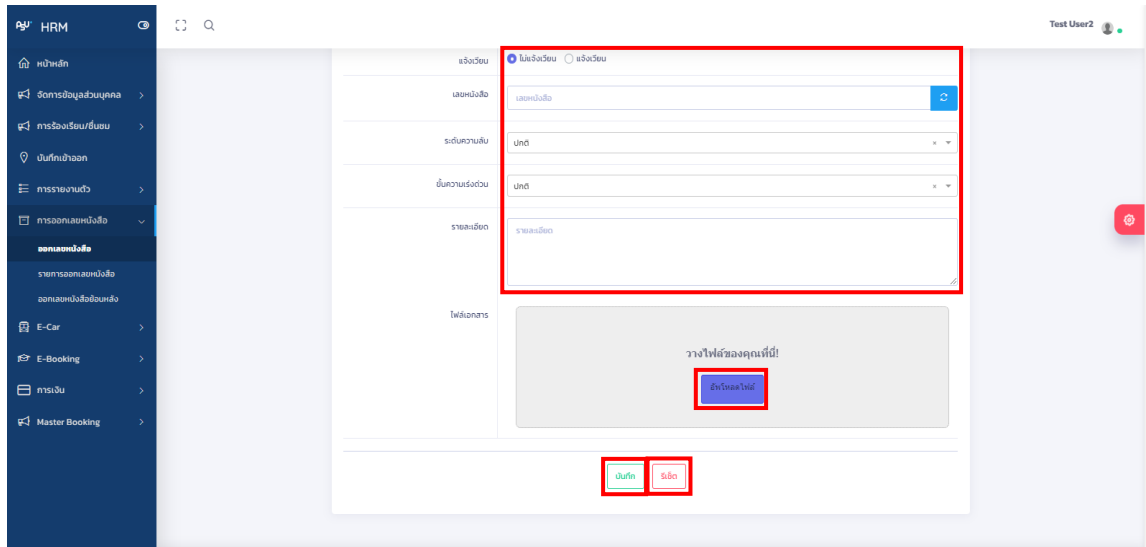 HRM
Test User2
หน้าหลัก
จัดการข้อมูลส่วนบุคคล
การร้องเรียน/ชื่นชม
บันทึกเข้าออก
การรายงานตัว
การออกเลขหนังสือ
ออกเลขหนังสือ
รายการออกเลขหนังสือ
ออกเลขหนังสือย้อนหลัง
E-Car
E-Booking
การเงิน
Master Booking
แจ้งเวียน
ไม่แจ้งเวียน แจ้งเวียน
เลขหนังสือ
เลขหนังสือ
ระดับความลับ
ปกติ
ชั้นความเร่งด่วน
ปกติ
รายละเอียด
รายละเอียด
ไฟล์เอกสาร
วางไฟล์ของคุณที่นี่!
อัพโหลดไฟล์
บันทึก รีเซ็ต